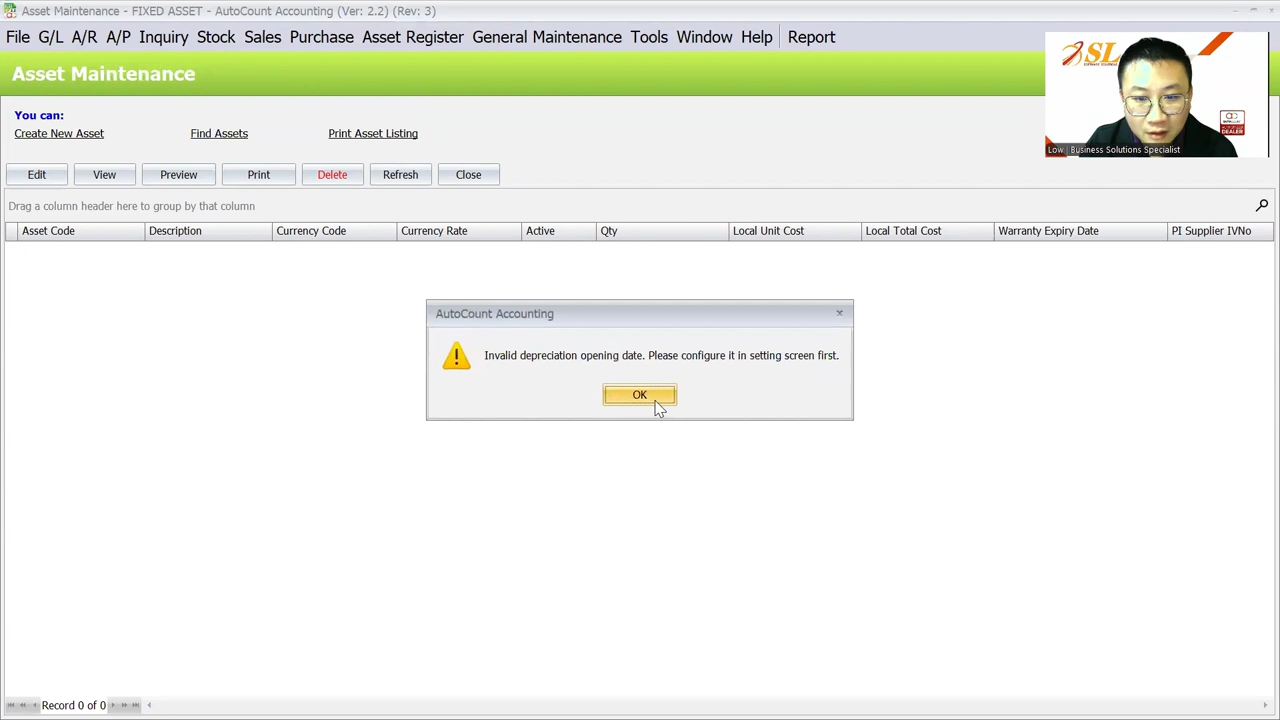 Asset Maintenance - FIXED ASSET - AutoCount Accounting (Ver: 2.2) (Rev: 3)
File G/L A/R A/P Inquiry Stock Sales Purchase Asset Register General Maintenance Tools Window Help Report
Asset Maintenance
SL
Low | Business Solutions Specialist
You can:
Create New Asset Find Assets Print Asset Listing
Edit View Preview Print Delete Refresh Close
Drag a column header here to group by that column
Asset Code Description Currency Code Currency Rate Active Qty Local Unit Cost Local Total Cost Warranty Expiry Date PI Supplier IVNo
AutoCount Accounting
Invalid depreciation opening date. Please configure it in setting screen first.
OK
Record 0 of 0